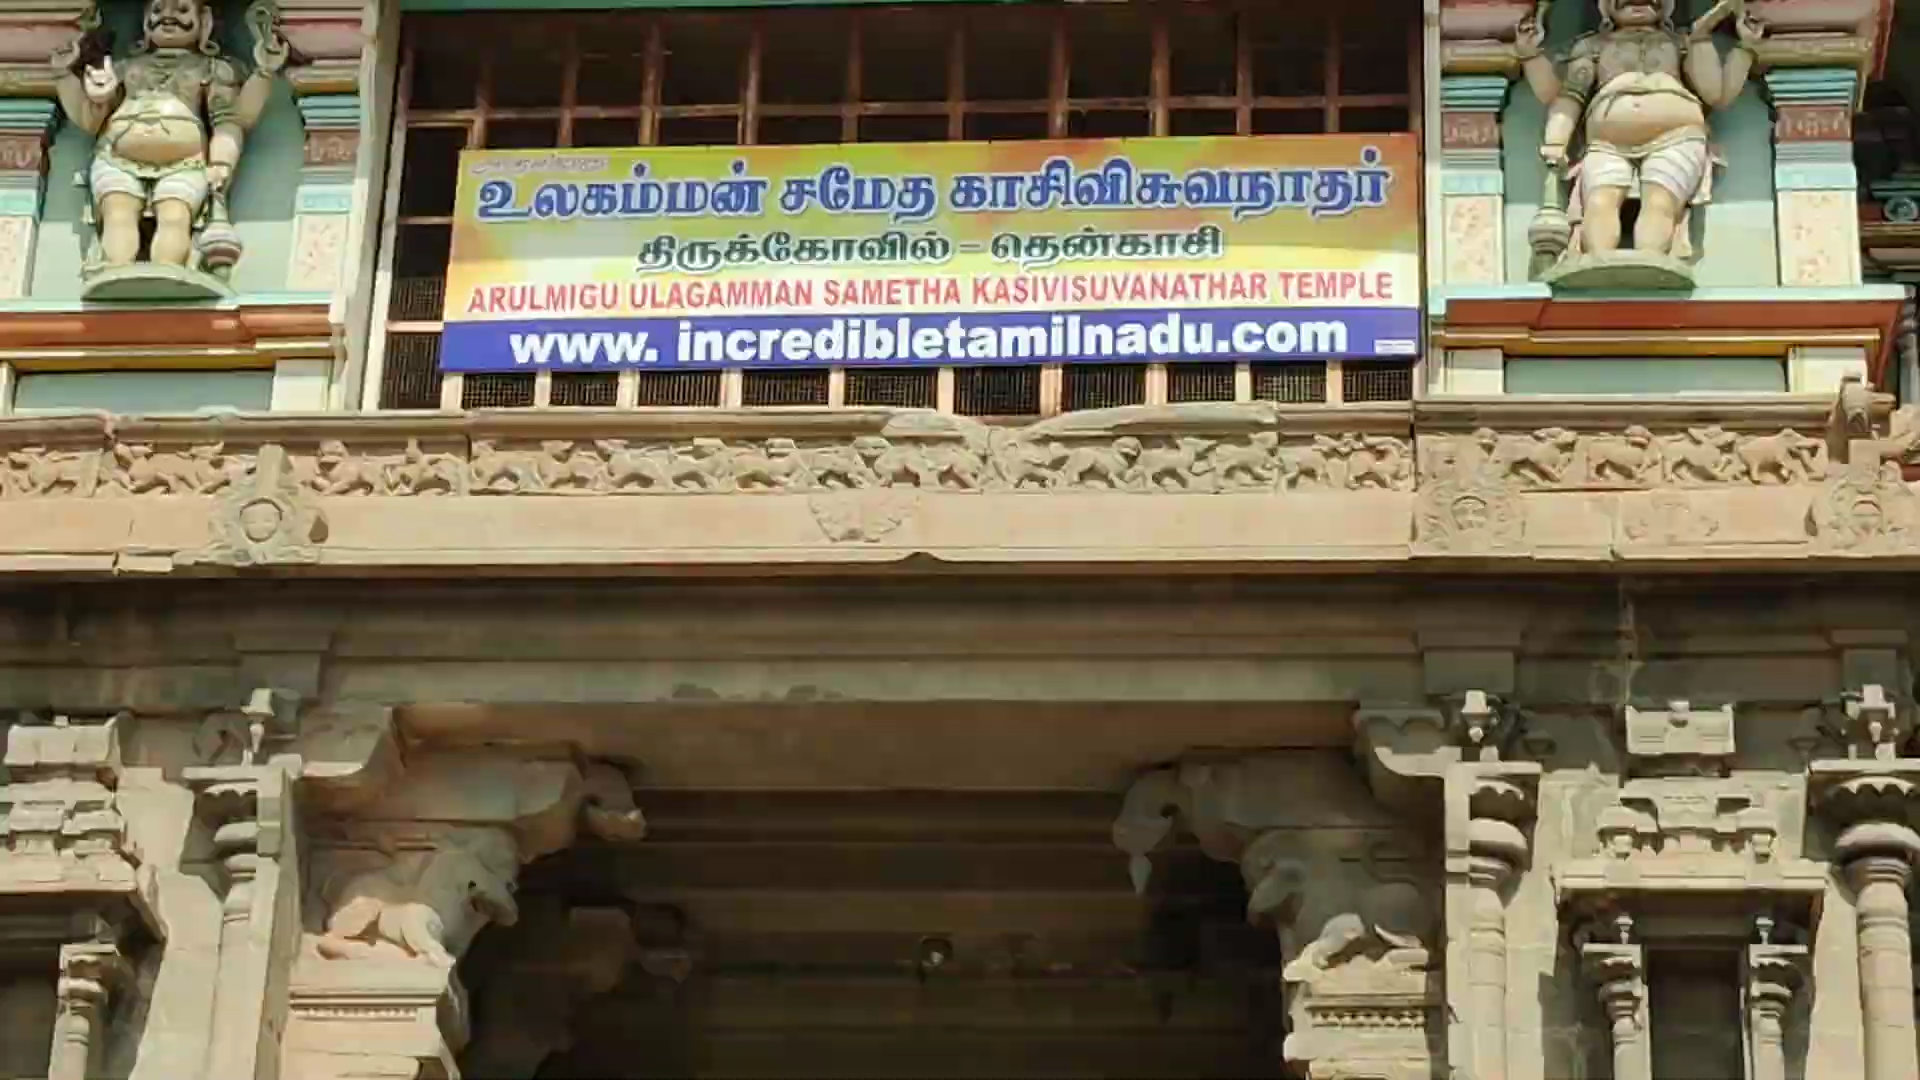 உலகம்மன் சமேத காசிவிசுவநாதர்
திருக்கோவில் – தென்காசி
ARULMIGU ULAGAMMAN SAMETHA KASIVISUVANATHAR TEMPLE
www. incredibletamilnadu.com